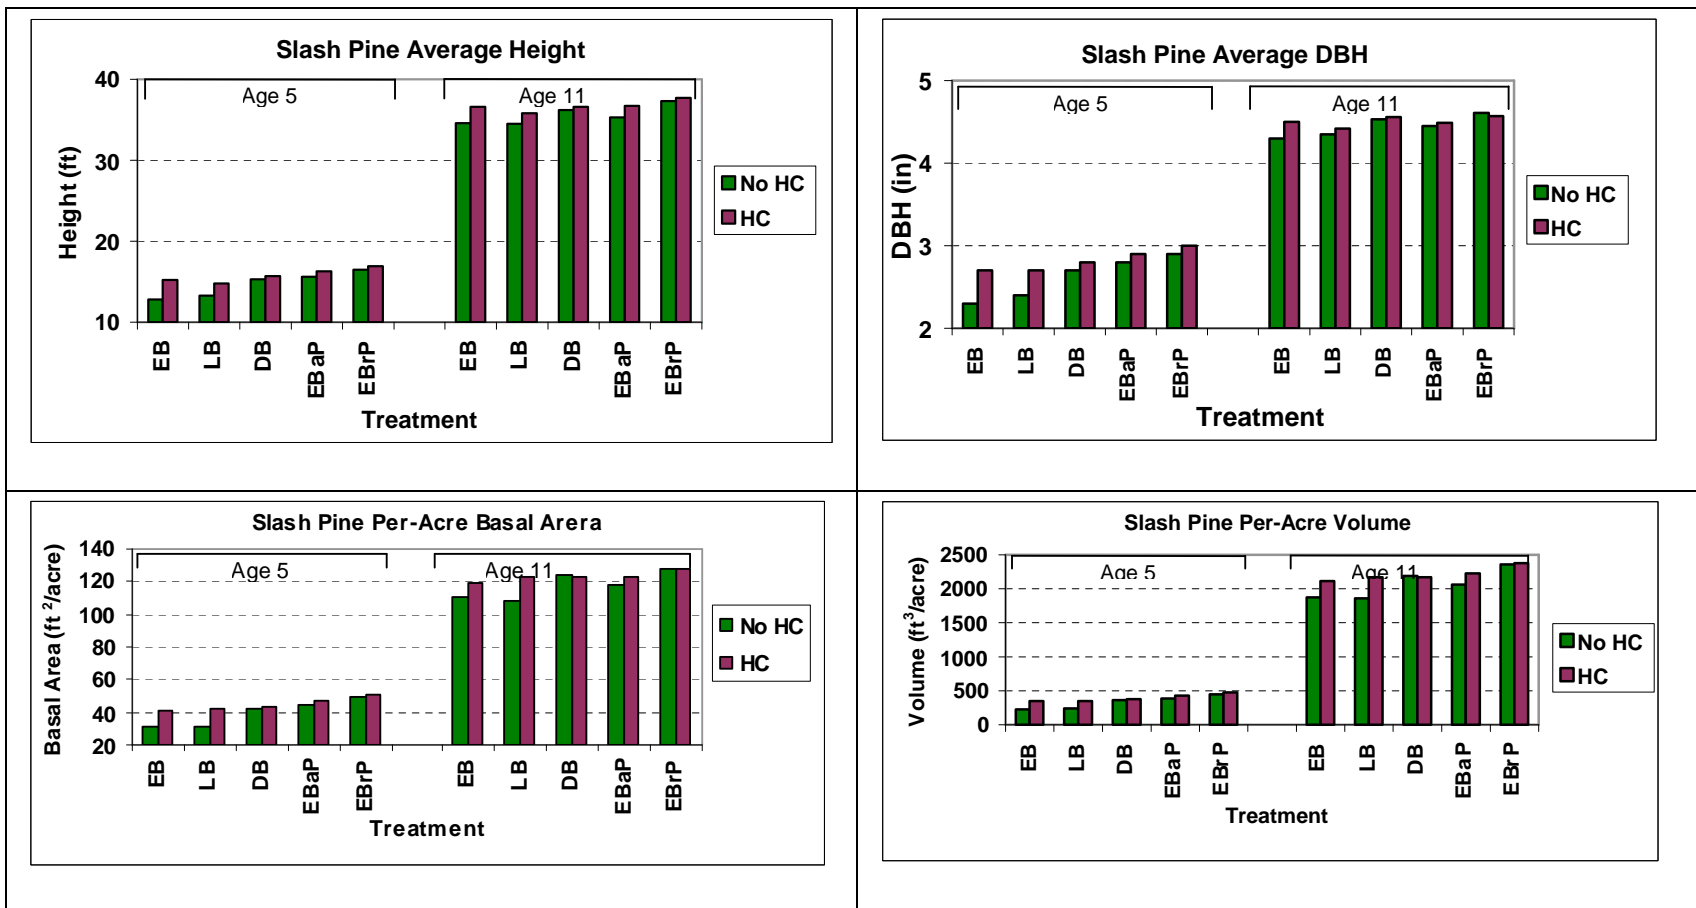 Slash Pine Average Height
40
30
20
10
Height (ft)
Age 5
Age 11
EB
LB
DB
EBaP
EBrP
EB
LB
DB
EBaP
EBrP
Treatment
No HC
HC
Slash Pine Average DBH
5
4
3
2
DBH (in)
Age 5
Age 11
EB
LB
DB
EBaP
EBrP
EB
LB
DB
EBaP
EBrP
Treatment
No HC
HC
Slash Pine Per-Acre Basal Arera
140
120
100
80
60
40
20
Basal Area (ft ²/acre)
Age 5
Age 11
EB
LB
DB
EBaP
EBrP
EB
LB
DB
EBaP
EBrP
Treatment
No HC
HC
Slash Pine Per-Acre Volume
2500
2000
1500
1000
500
0
Volume (ft³/acre)
Age 5
Age 11
EB
LB
DB
EBaP
EBrP
EB
LB
DB
EBaP
EBrP
Treatment
No HC
HC